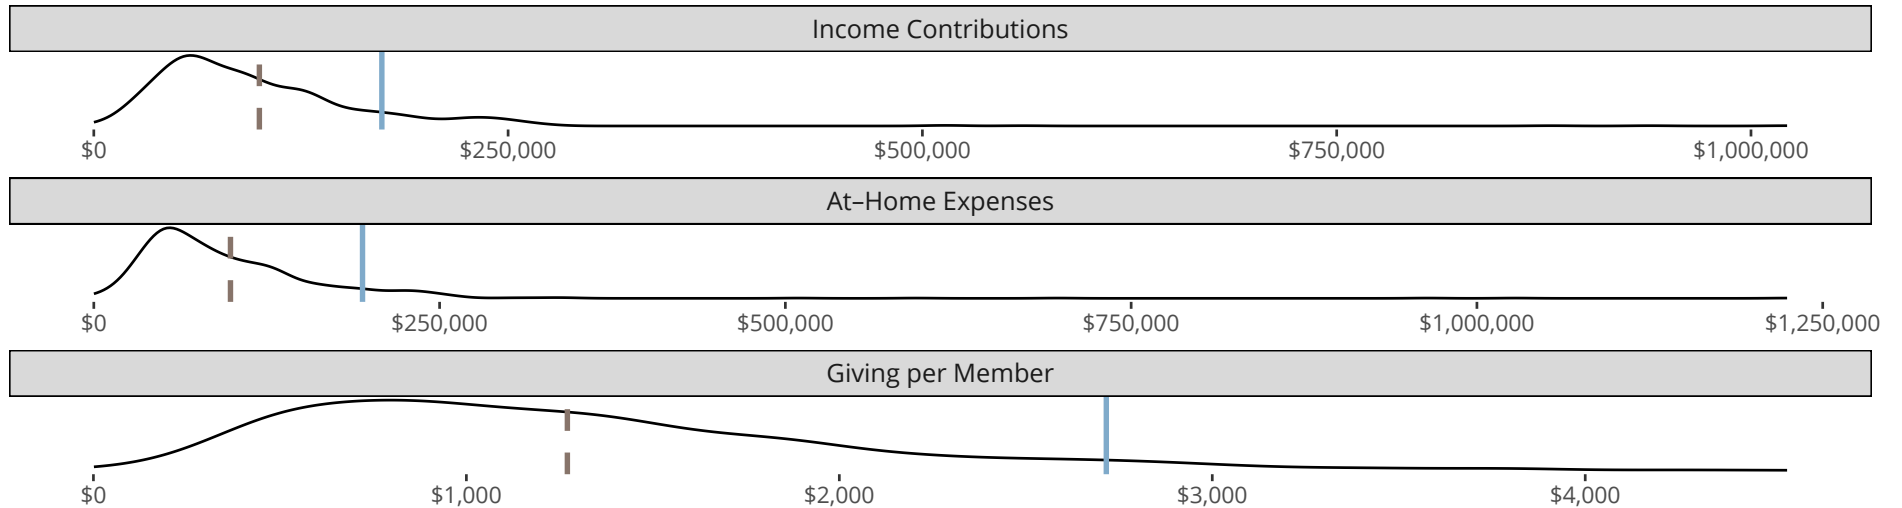 Income Contributions
$0 $250,000 $500,000 $750,000 $1,000,000
At–Home Expenses
$0 $250,000 $500,000 $750,000 $1,000,000 $1,250,000
Giving per Member
$0 $1,000 $2,000 $3,000 $4,000